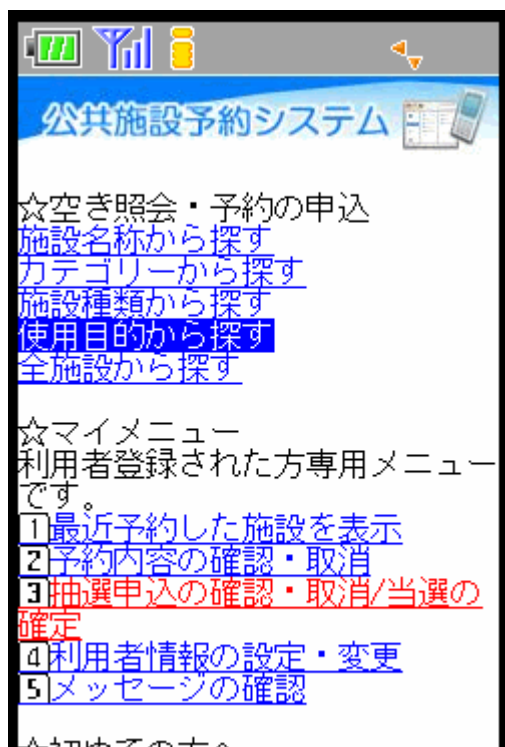 公共施設予約システム
☆空き照会・予約の申込
施設名称から探す
カテゴリーから探す
施設種類から探す
使用目的から探す
全施設から探す
☆マイメニュー
利用者登録された方専用メニュー
です。
1最近予約した施設を表示
2予約内容の確認・取消
3抽選申込の確認・取消/当選の
確定
4利用者情報の設定・変更
5メッセージの確認